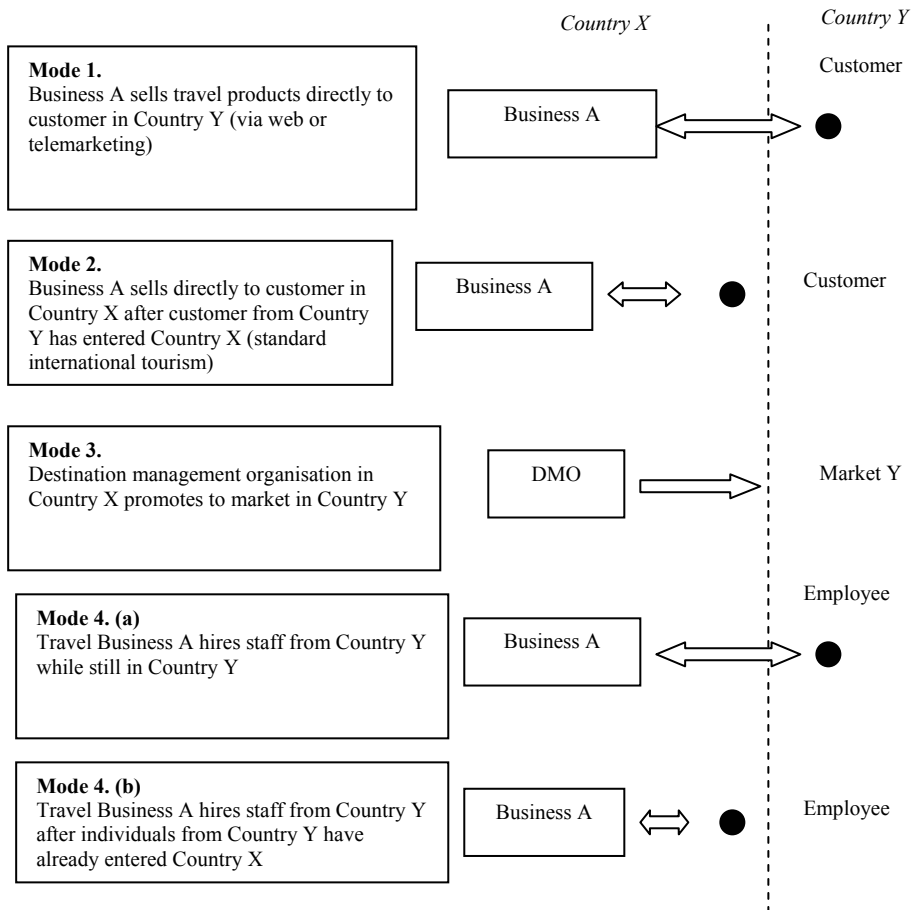 Country X
Country Y
Mode 1.
Business A sells travel products directly to
customer in Country Y (via web or
telemarketing)
Business A
Customer
Mode 2.
Business A sells directly to customer in
Country X after customer from Country
Y has entered Country X (standard
international tourism)
Business A
Customer
Mode 3.
Destination management organisation in
Country X promotes to market in Country Y
DMO
Market Y
Mode 4. (a)
Travel Business A hires staff from Country Y
while still in Country Y
Business A
Employee
Mode 4. (b)
Travel Business A hires staff from Country Y
after individuals from Country Y have
already entered Country X
Business A
Employee